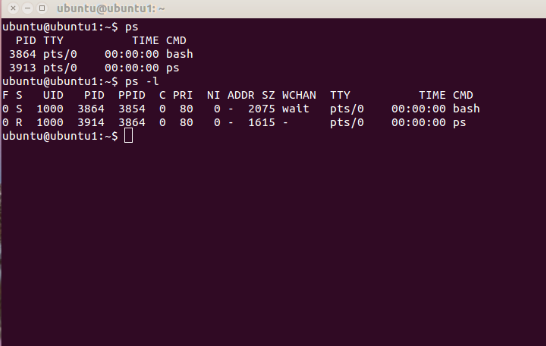 ubuntu@ubuntu1: ~
ubuntu@ubuntu1:~$ ps
  PID TTY          TIME CMD
 3864 pts/0    00:00:00 bash
 3913 pts/0    00:00:00 ps
ubuntu@ubuntu1:~$ ps -l
F S   UID   PID  PPID  C PRI  NI ADDR SZ WCHAN  TTY          TIME CMD
0 S  1000  3864  3854  0  80   0 -  2075 wait   pts/0    00:00:00 bash
0 R  1000  3914  3864  0  80   0 -  1615 -      pts/0    00:00:00 ps
ubuntu@ubuntu1:~$